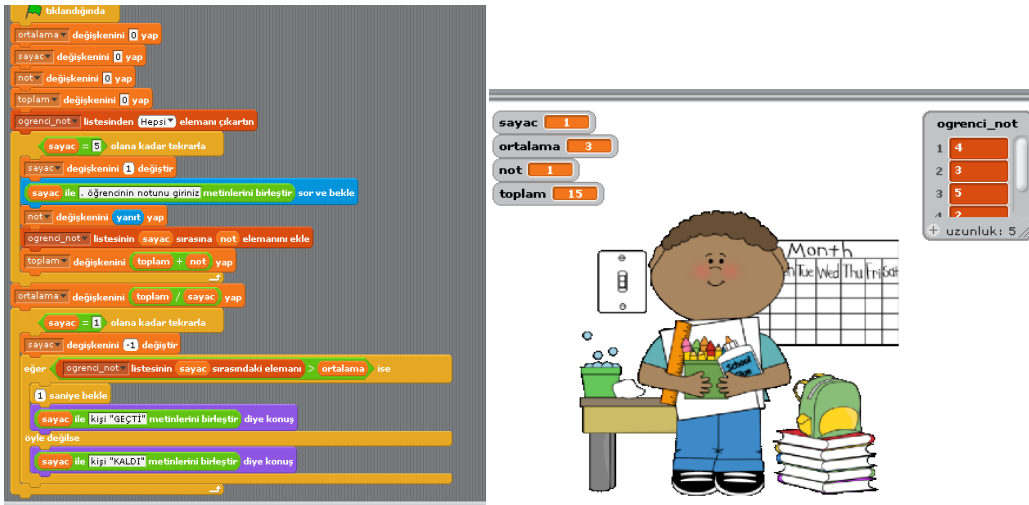 tıklandığında
ortalama değişkenini 0 yap
sayac değişkenini 0 yap
not değişkenini 0 yap
toplam değişkenini 0 yap
ogrenci_not listesinden Hepsi elemanı çıkartın
sayac = 5 olana kadar tekrarla
sayac degişkenini 1 değiştir
sayac ile . öğrencinin notunu giriniz metinlerini birleştir sor ve bekle
not değişkenini yanıt yap
ogrenci_not listesinin sayac sırasına not elemanını ekle
toplam değişkenini toplam + not yap
ortalama değişkenini toplam / sayac yap
sayac = 1 olana kadar tekrarla
sayac degişkenini -1 değiştir
eğer ogrenci_not listesinin sayac sırasındaki elemanı > ortalama ise
1 saniye bekle
sayac ile kişi "GEÇTİ" metinlerini birleştir diye konuş
öyle değilse
sayac ile kişi "KALDI" metinlerini birleştir diye konuş
sayac 1
ortalama 3
not 1
toplam 15
ogrenci_not
1 4
2 3
3 5
4 2
+ uzunluk: 5
Month
Tue Wed Thu Fri Sat
School